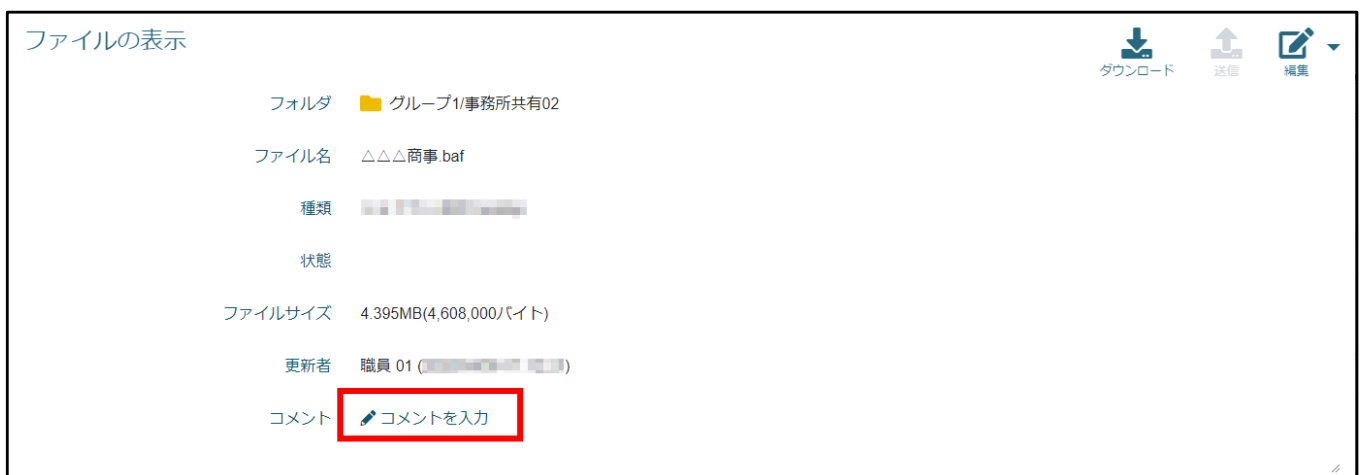 ファイルの表示
ダウンロード 送信 編集
フォルダ グループ1/事務所共有02
ファイル名 △△△商事.baf
種類
状態
ファイルサイズ 4.395MB(4,608,000バイト)
更新者 職員 01 ( )
コメント コメントを入力